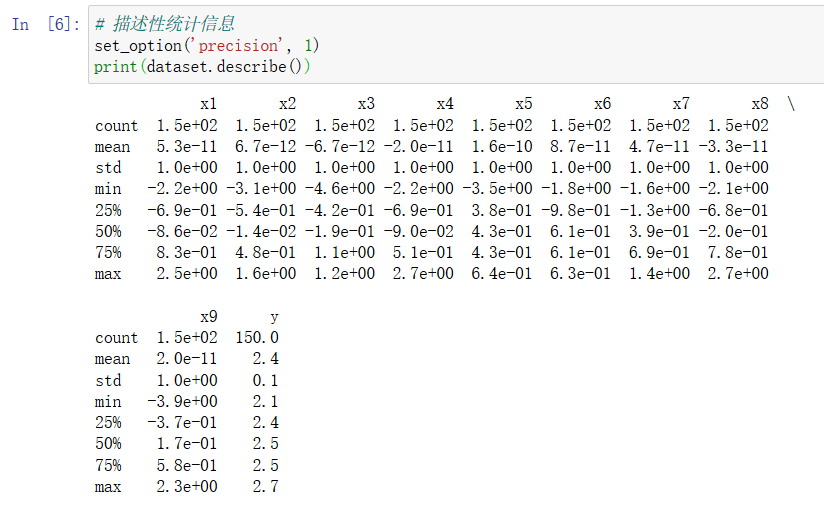 In [6]: # 描述性统计信息
set_option('precision', 1)
print(dataset.describe())
x1 x2 x3 x4 x5 x6 x7 x8 \
count 1.5e+02 1.5e+02 1.5e+02 1.5e+02 1.5e+02 1.5e+02 1.5e+02 1.5e+02
mean 5.3e-11 6.7e-12 -6.7e-12 -2.0e-11 1.6e-10 8.7e-11 4.7e-11 -3.3e-11
std 1.0e+00 1.0e+00 1.0e+00 1.0e+00 1.0e+00 1.0e+00 1.0e+00 1.0e+00
min -2.2e+00 -3.1e+00 -4.6e+00 -2.2e+00 -3.5e+00 -1.8e+00 -1.6e+00 -2.1e+00
25% -6.9e-01 -5.4e-01 -4.2e-01 -6.9e-01 3.8e-01 -9.8e-01 -1.3e+00 -6.8e-01
50% -8.6e-02 -1.4e-02 -1.9e-01 -9.0e-02 4.3e-01 6.1e-01 3.9e-01 -2.0e-01
75% 8.3e-01 4.8e-01 1.1e+00 5.1e-01 4.3e-01 6.1e-01 6.9e-01 7.8e-01
max 2.5e+00 1.6e+00 1.2e+00 2.7e+00 6.4e-01 6.3e-01 1.4e+00 2.7e+00
x9 y
count 1.5e+02 150.0
mean 2.0e-11 2.4
std 1.0e+00 0.1
min -3.9e+00 2.1
25% -3.7e-01 2.4
50% 1.7e-01 2.5
75% 5.8e-01 2.5
max 2.3e+00 2.7